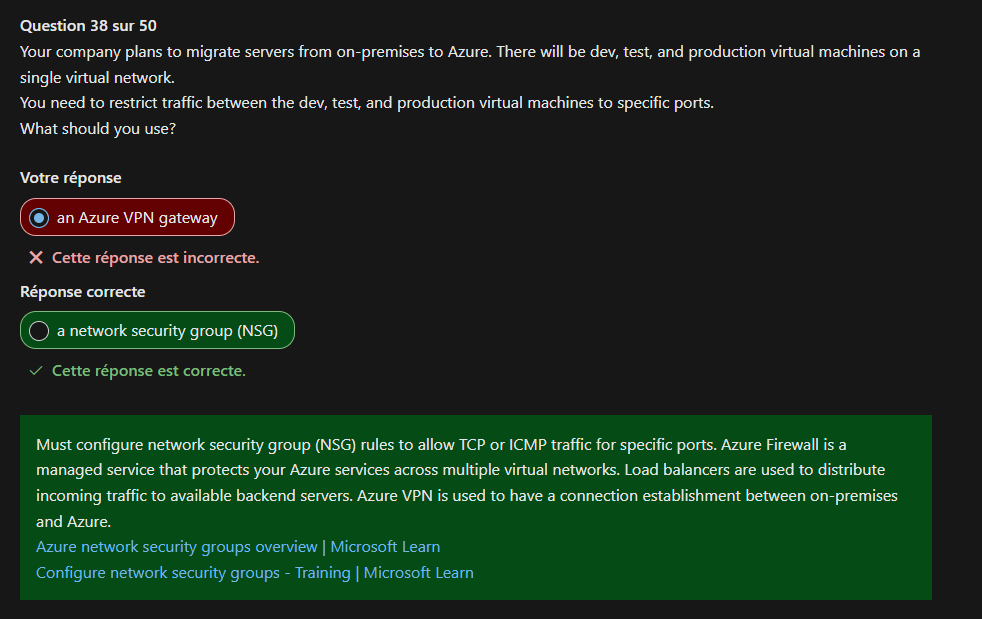 Question 38 sur 50
Your company plans to migrate servers from on-premises to Azure. There will be dev, test, and production virtual machines on a
single virtual network.
You need to restrict traffic between the dev, test, and production virtual machines to specific ports.
What should you use?
Votre réponse
an Azure VPN gateway
Cette réponse est incorrecte.
Réponse correcte
a network security group (NSG)
Cette réponse est correcte.
Must configure network security group (NSG) rules to allow TCP or ICMP traffic for specific ports. Azure Firewall is a
managed service that protects your Azure services across multiple virtual networks. Load balancers are used to distribute
incoming traffic to available backend servers. Azure VPN is used to have a connection establishment between on-premises
and Azure.
Azure network security groups overview | Microsoft Learn
Configure network security groups - Training | Microsoft Learn